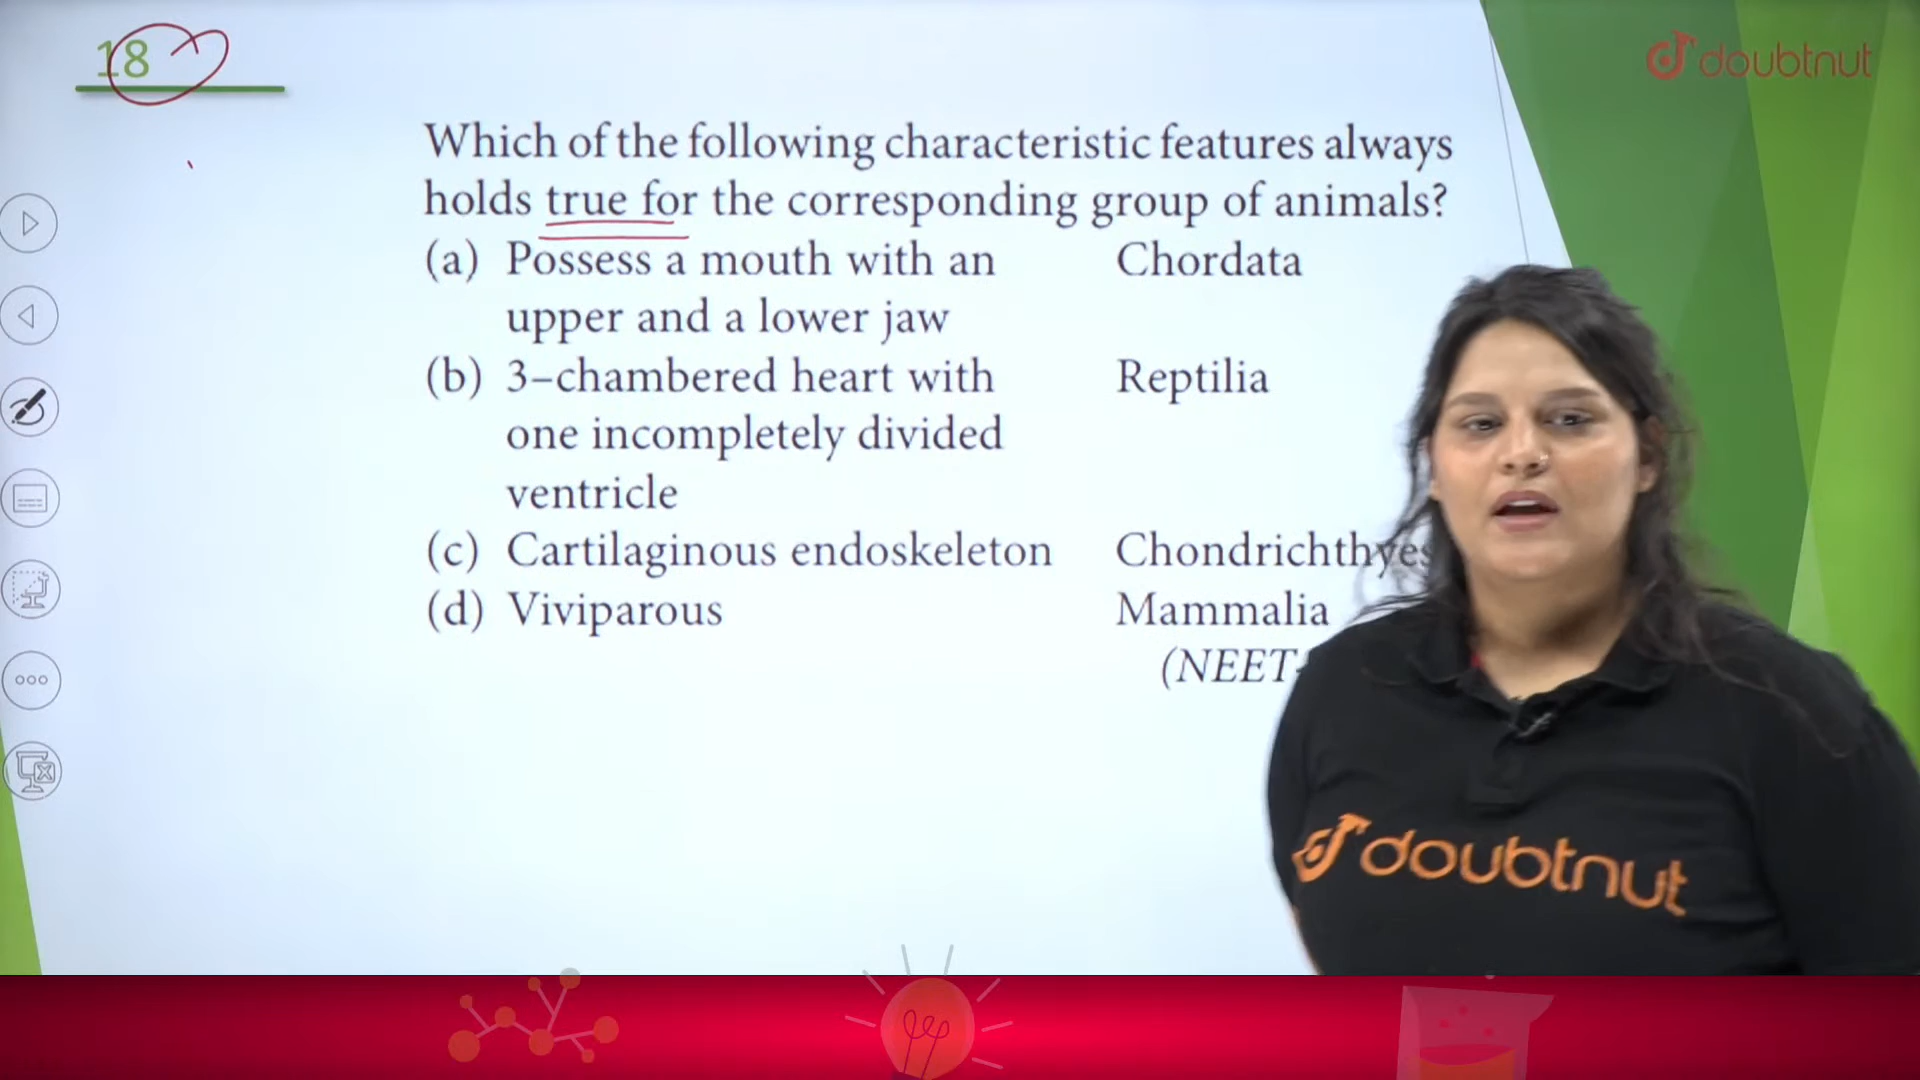 18
doubtnut
Which of the following characteristic features always
holds true for the corresponding group of animals?
(a) Possess a mouth with an Chordata
upper and a lower jaw
(b) 3–chambered heart with Reptilia
one incompletely divided
ventricle
(c) Cartilaginous endoskeleton Chondrichthyes
(d) Viviparous Mammalia
(NEET-
doubtnut